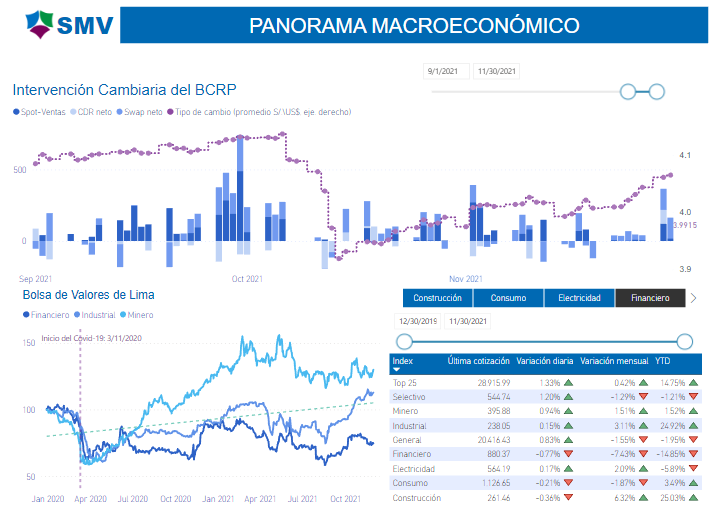 SMV
PANORAMA MACROECONÓMICO
9/1/2021 11/30/2021
Intervención Cambiaria del BCRP
Spot-Ventas CDR neto Swap neto Tipo de cambio (promedio S/\US$. eje. derecho)
500
0
4.1
4.0
3.9915
3.9
Sep 2021 Oct 2021 Nov 2021
Bolsa de Valores de Lima
Financiero Industrial Minero
Inicio del Covid-19: 3/11/2020
150
100
50
Jan 2020 Apr 2020 Jul 2020 Oct 2020 Jan 2021 Apr 2021 Jul 2021 Oct 2021
Construcción Consumo Electricidad Financiero
12/30/2019 11/30/2021
Index Última cotización Variación diaria Variación mensual YTD
Top 25 28 915.99 1.33% 0.42% 14.75%
Selectivo 544.74 1.20% -1.29% -1.21%
Minero 395.88 0.94% 1.51% 1.52%
Industrial 238.05 0.15% 3.11% 24.92%
General 20 416.43 0.83% -1.55% -1.95%
Financiero 880.37 -0.77% -7.43% -14.85%
Electricidad 564.19 0.17% 2.09% -5.89%
Consumo 1,126.65 -0.21% -1.87% 3.49%
Construcción 261.46 -0.36% 6.32% 25.03%